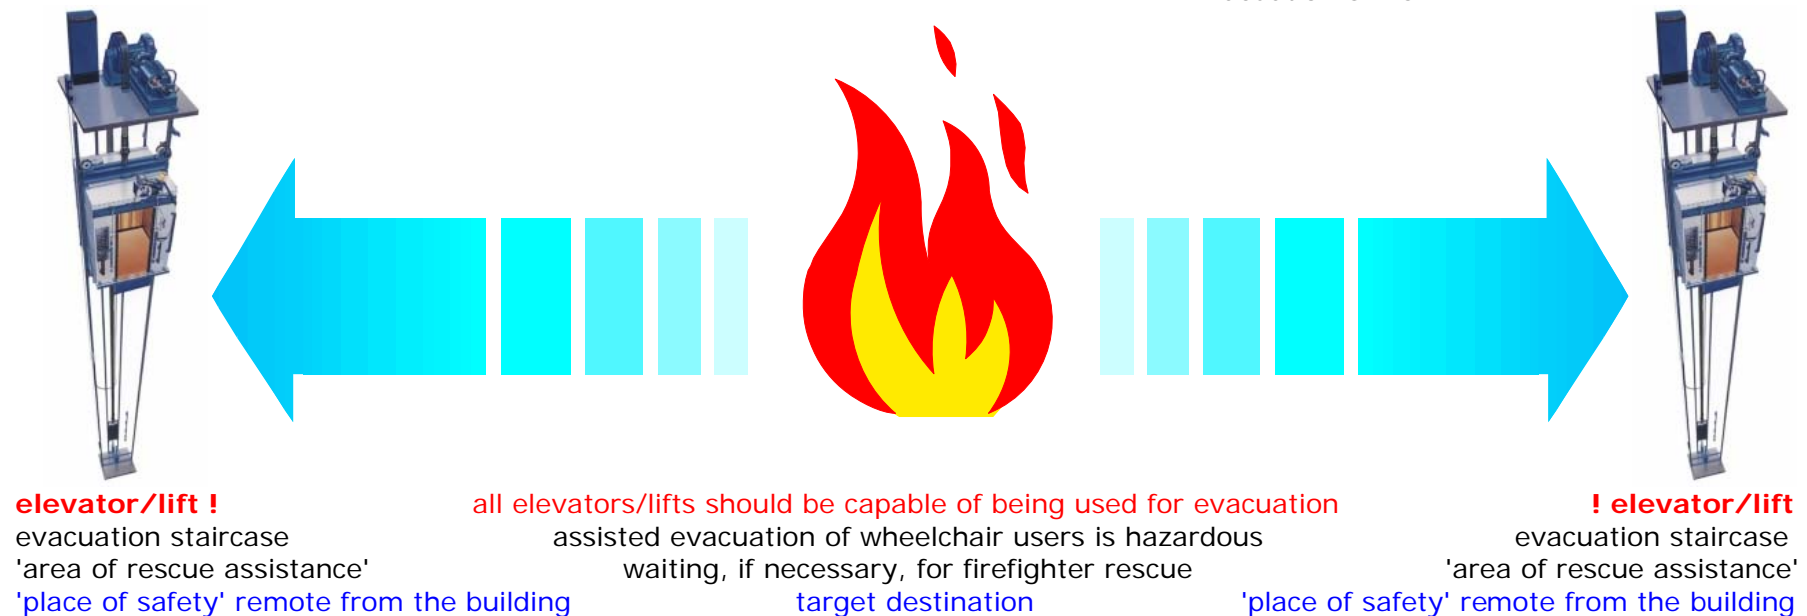 elevator/lift !
evacuation staircase
'area of rescue assistance'
'place of safety' remote from the building
all elevators/lifts should be capable of being used for evacuation
assisted evacuation of wheelchair users is hazardous
waiting, if necessary, for firefighter rescue
target destination
! elevator/lift
evacuation staircase
'area of rescue assistance'
'place of safety' remote from the building